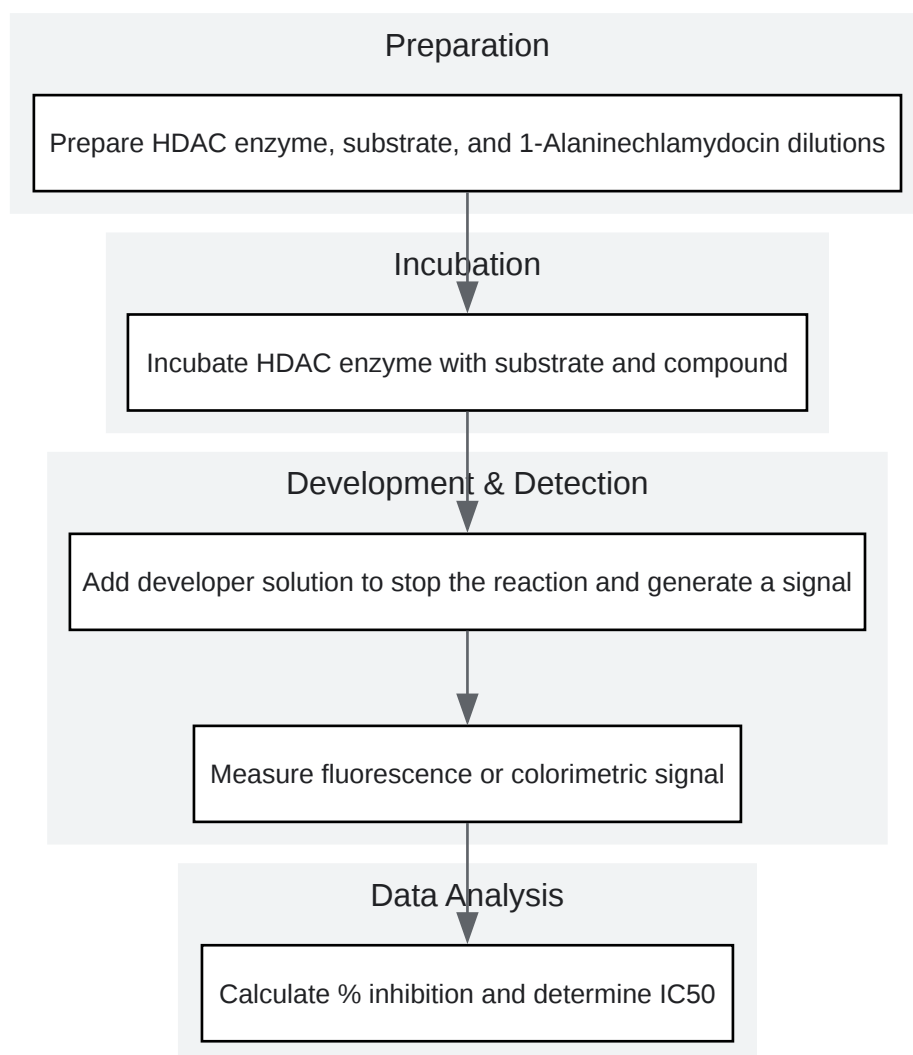 Preparation
Prepare HDAC enzyme, substrate, and 1-Alaninechlamydocin dilutions
Incubation
Incubate HDAC enzyme with substrate and compound
Development & Detection
Add developer solution to stop the reaction and generate a signal
Measure fluorescence or colorimetric signal
Data Analysis
Calculate % inhibition and determine IC50